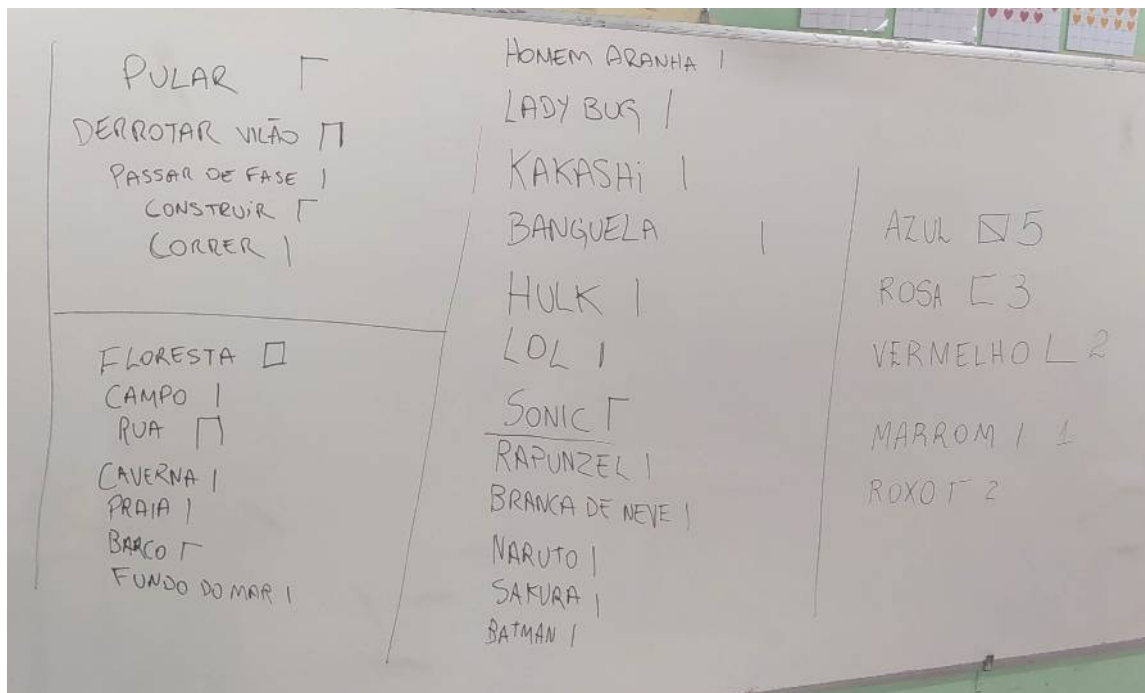 PULAR
DERROTAR VILÃO
PASSAR DE FASE |
CONSTRUIR
CORRER |
FLORESTA
CAMPO |
RUA
CAVERNA |
PRAIA |
BARCO
FUNDO DO MAR |
HOMEM ARANHA |
LADY BUG |
KAKASHi |
BANGUELA |
HULK |
LOL |
SONIC
RAPUNZEL |
BRANCA DE NEVE |
NARUTO |
SAKURA |
BATMAN |
AZUL 5
ROSA 3
VERMELHO 2
MARROM | 1
ROXO 2